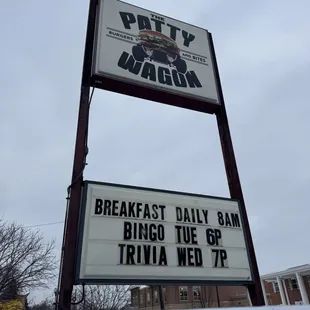 THE
PATTY
BURGERS AND BITES
WAGON
BREAKFAST DAILY 8AM
BINGO TUE 6P
TRIVIA WED 7P